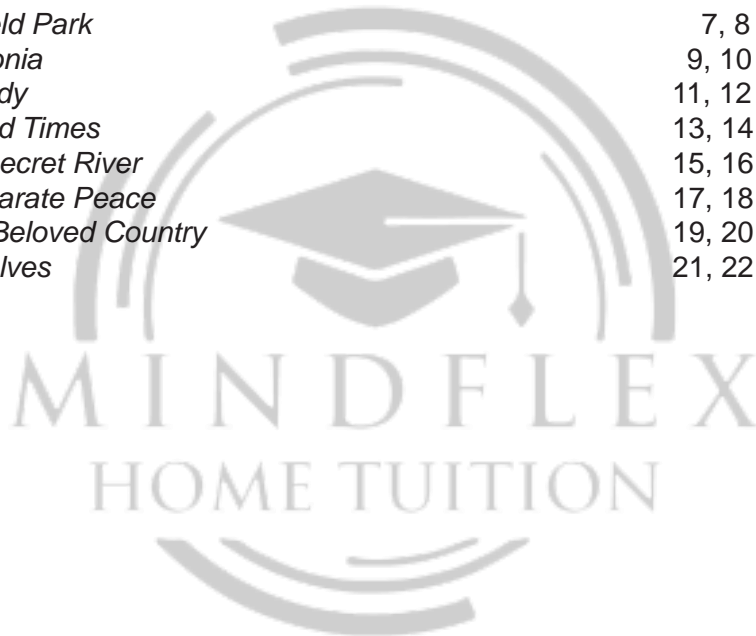 eld Park 7, 8
onia 9, 10
dy 11, 12
d Times 13, 14
ecret River 15, 16
arate Peace 17, 18
Beloved Country 19, 20
lves 21, 22
MINDFLEX
HOME TUITION